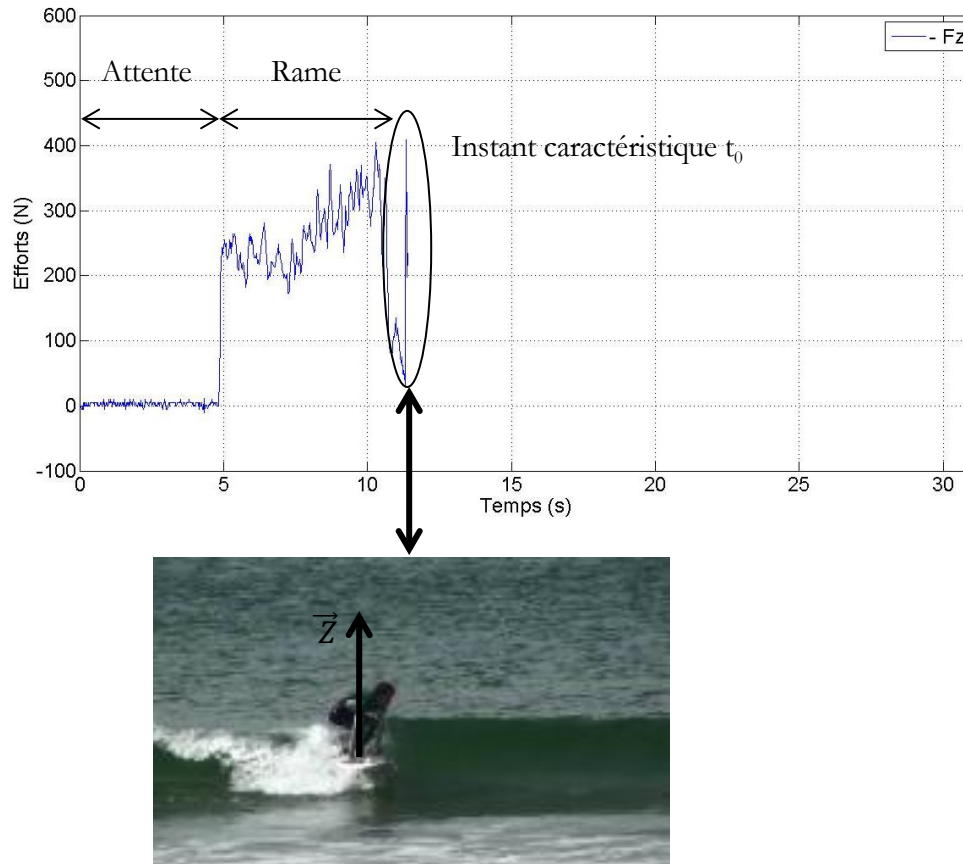 600
- Fz
Attente
Rame
500
400
Instant caractéristique t₀
300
Efforts (N)
200
100
0
-100
0 5 10 15 20 25 30
Temps (s)
Z